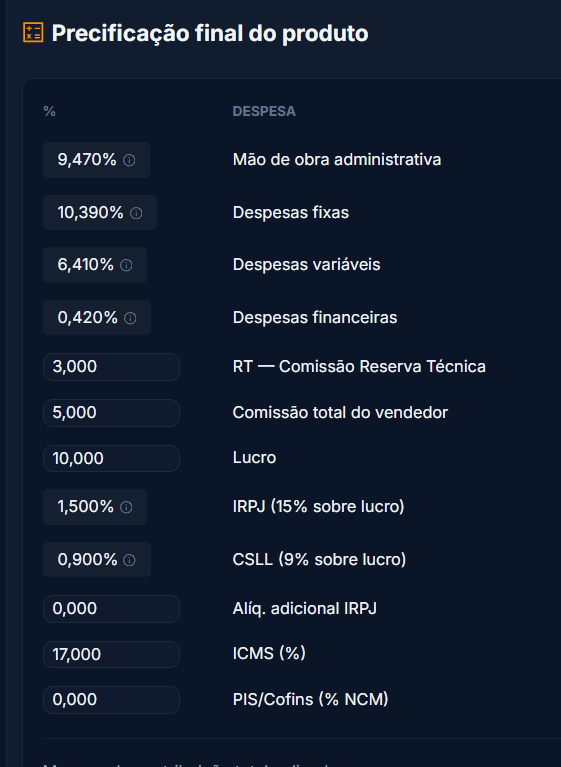 Precificação final do produto
% DESPESA
9,470% Mão de obra administrativa
10,390% Despesas fixas
6,410% Despesas variáveis
0,420% Despesas financeiras
3,000 RT — Comissão Reserva Técnica
5,000 Comissão total do vendedor
10,000 Lucro
1,500% IRPJ (15% sobre lucro)
0,900% CSLL (9% sobre lucro)
0,000 Alíq. adicional IRPJ
17,000 ICMS (%)
0,000 PIS/Cofins (% NCM)